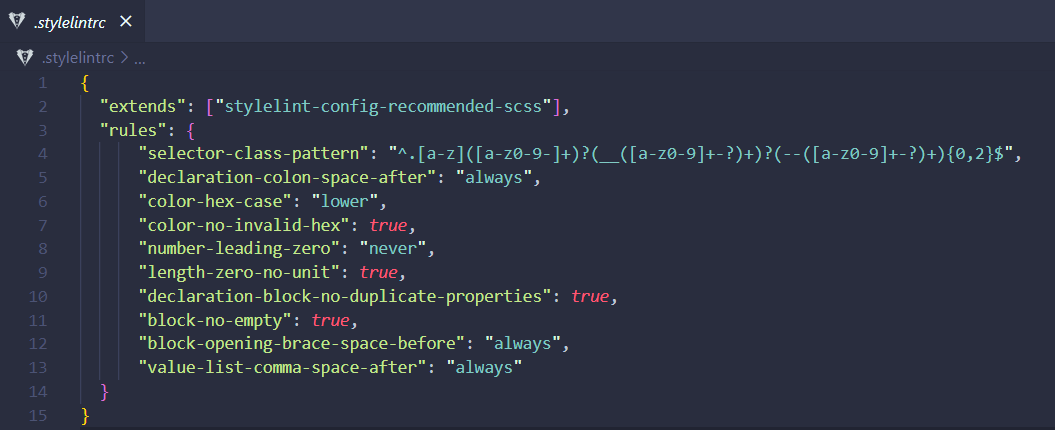 .stylelintrc ×
.stylelintrc > ...
1 {
2 "extends": ["stylelint-config-recommended-scss"],
3 "rules": {
4 "selector-class-pattern": "^.[a-z]([a-z0-9-]+)?(__([a-z0-9]+-?)+)?(--([a-z0-9]+-?)+){0,2}$",
5 "declaration-colon-space-after": "always",
6 "color-hex-case": "lower",
7 "color-no-invalid-hex": true,
8 "number-leading-zero": "never",
9 "length-zero-no-unit": true,
10 "declaration-block-no-duplicate-properties": true,
11 "block-no-empty": true,
12 "block-opening-brace-space-before": "always",
13 "value-list-comma-space-after": "always"
14 }
15 }